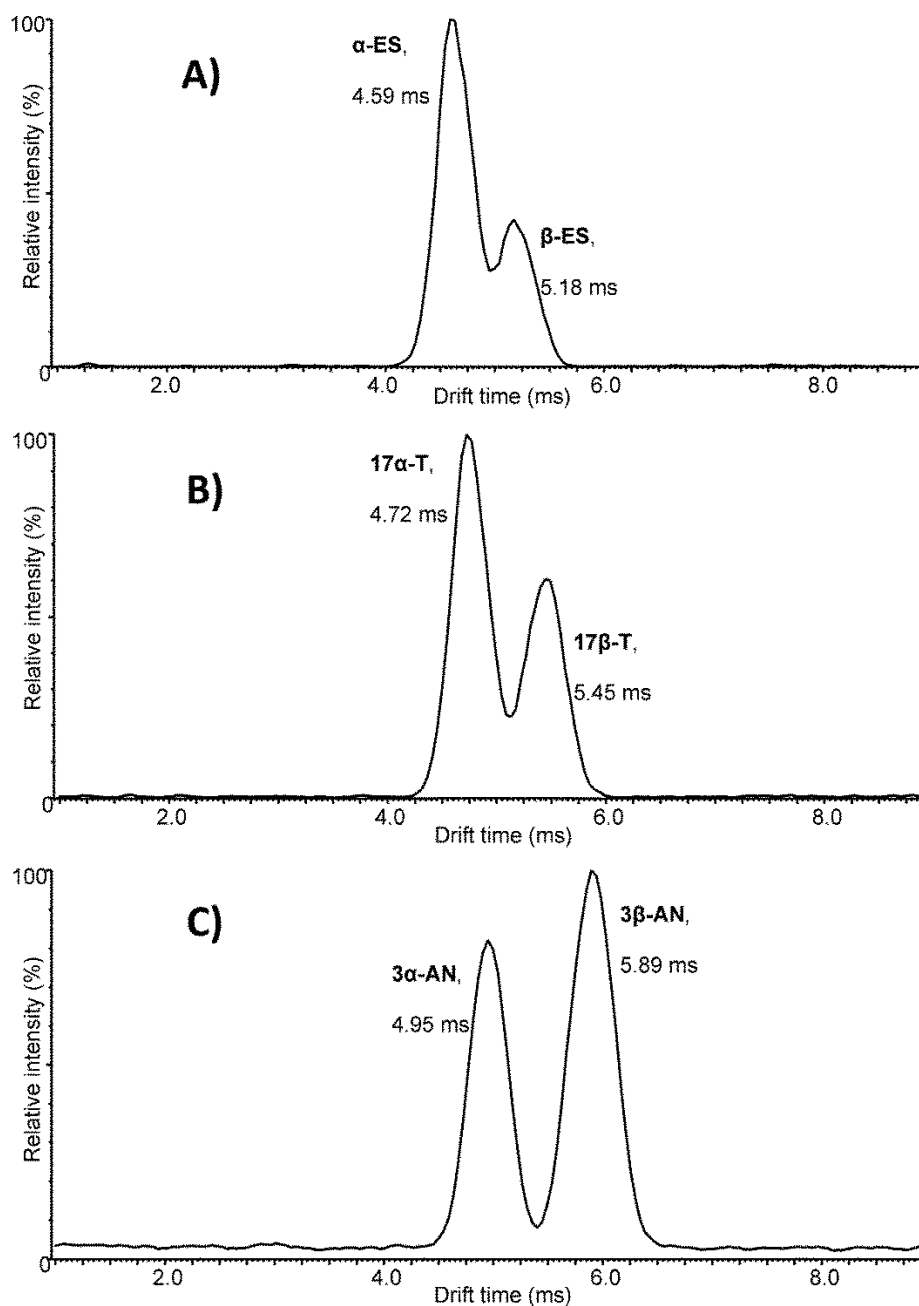 100
A)
α-ES,
4.59 ms
β-ES,
5.18 ms
Relative intensity (%)
0
2.0 4.0 6.0 8.0
Drift time (ms)
100
B)
17α-T,
4.72 ms
17β-T,
5.45 ms
Relative intensity (%)
0
2.0 4.0 6.0 8.0
Drift time (ms)
100
C)
3β-AN,
5.89 ms
3α-AN,
4.95 ms
Relative intensity (%)
0
2.0 4.0 6.0 8.0
Drift time (ms)